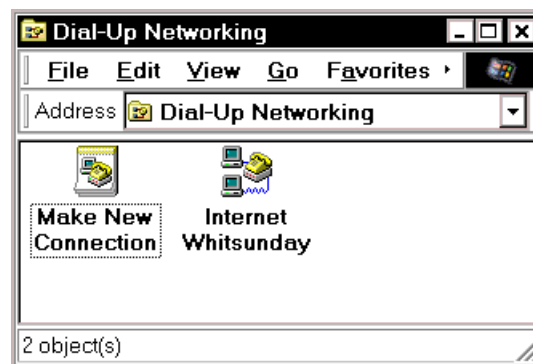 Dial-Up Networking
File Edit View Go Favorites
Address Dial-Up Networking
Make New Connection
Internet Whitsunday
2 object(s)